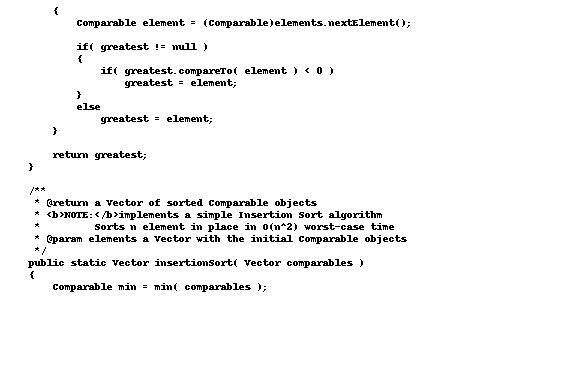 {
Comparable element = (Comparable)elements.nextElement();
if( greatest != null )
{
if( greatest.compareTo( element ) < 0 )
greatest = element;
}
else
greatest = element;
}
return greatest;
}
/**
* @return a Vector of sorted Comparable objects
* <b>NOTE:</b>implements a simple Insertion Sort algorithm
* Sorts n element in place in O(n^2) worst-case time
* @param elements a Vector with the initial Comparable objects
*/
public static Vector insertionSort( Vector comparables )
{
Comparable min = min( comparables );